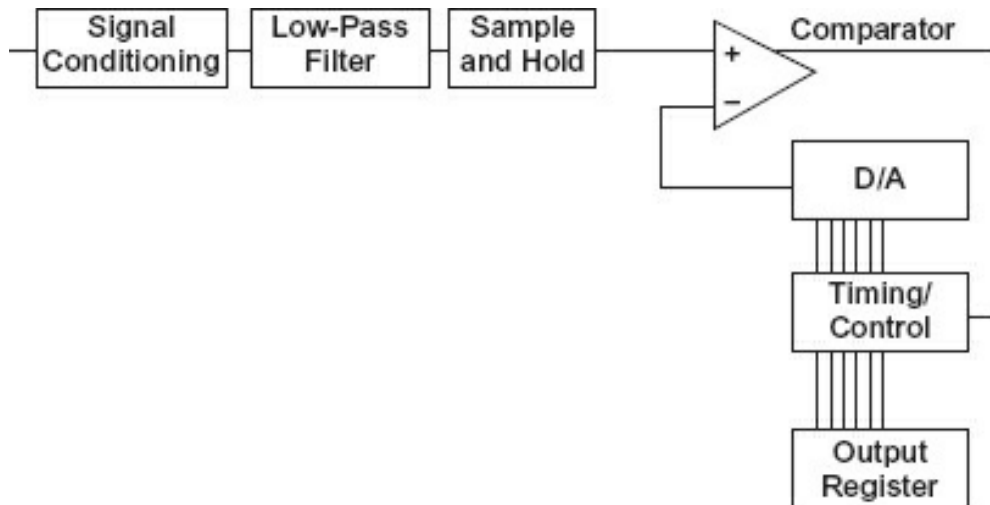 Signal
Conditioning
Low-Pass
Filter
Sample
and Hold
+
−
Comparator
D/A
Timing/
Control
Output
Register